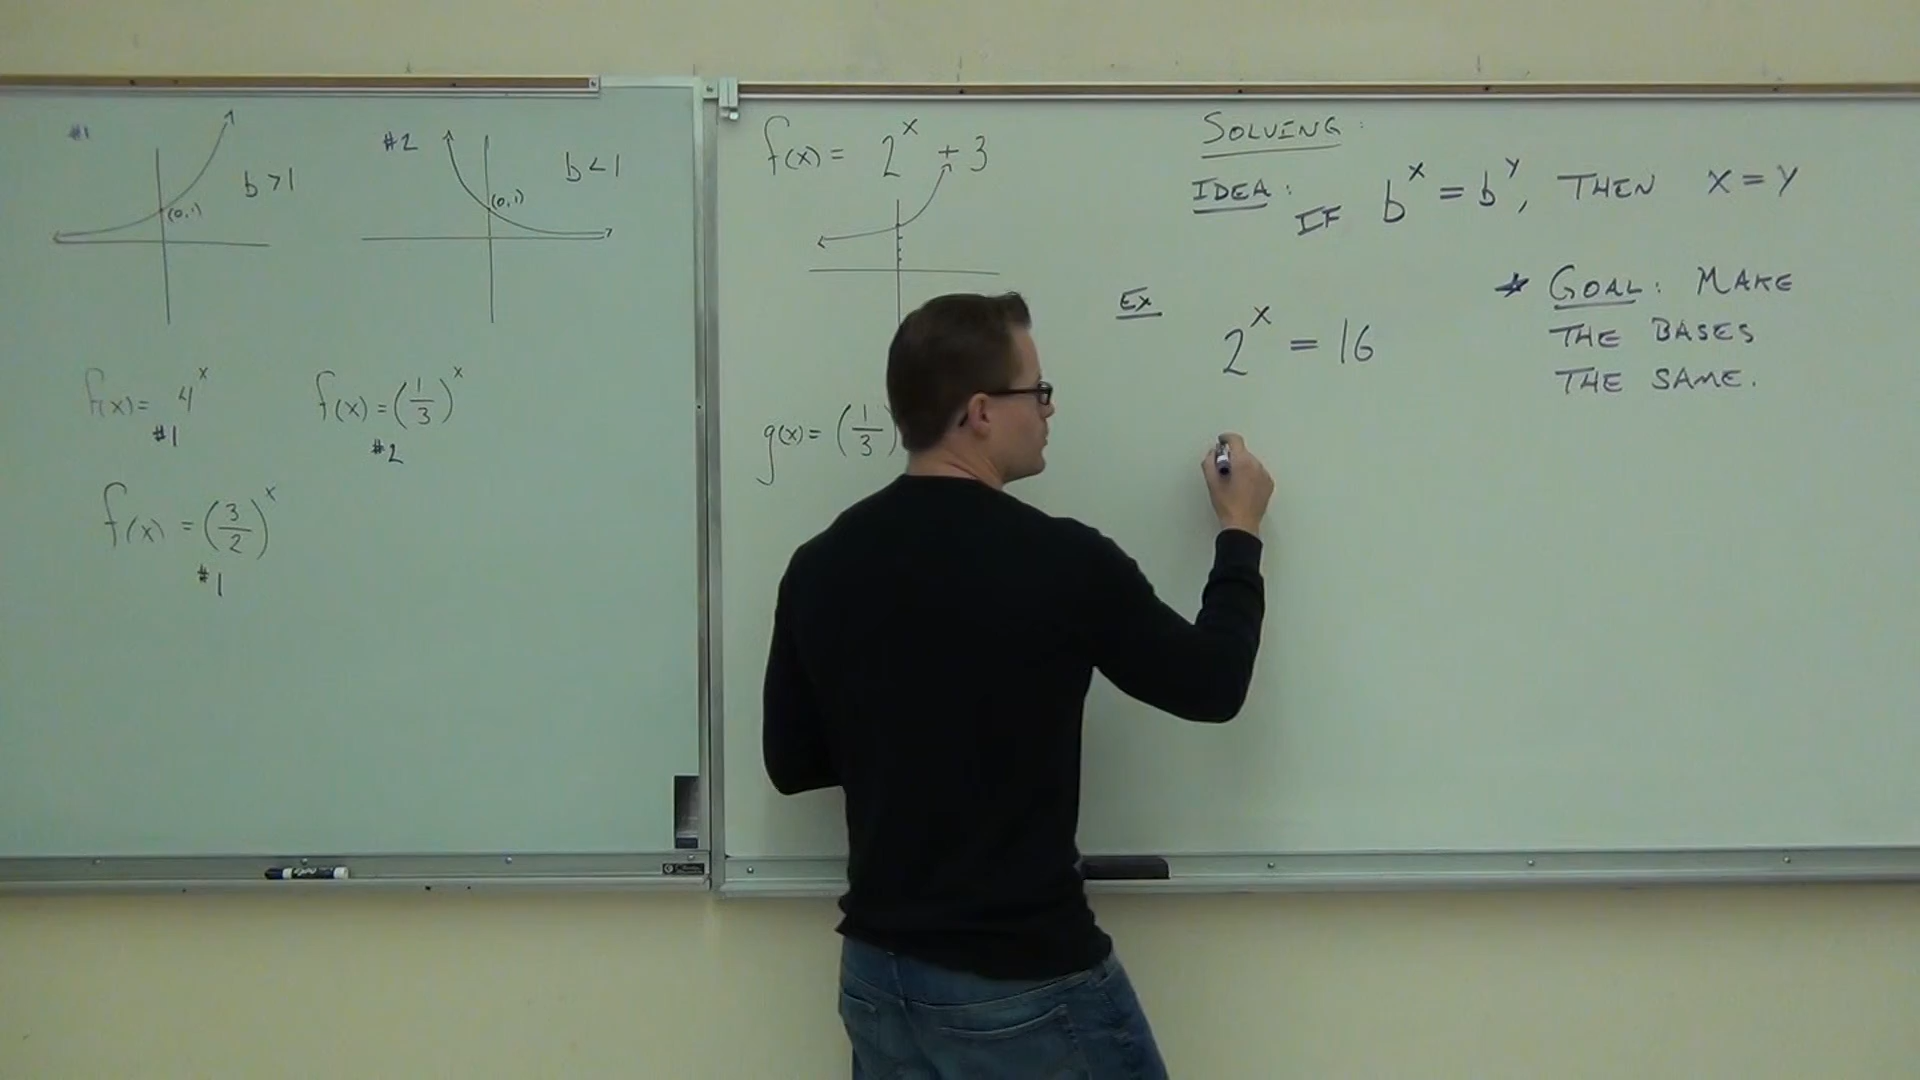 #1
b > 1
(0,1)
#2
b < 1
(0,1)
f(x) = 4^x
#1
f(x) = (1/3)^x
#2
f(x) = (3/2)^x
#1
f(x) = 2^x + 3
g(x) = (1/3)
SOLVING:
IDEA: IF b^x = b^y, THEN x = y
EX
2^x = 16
* GOAL: MAKE
THE BASES
THE SAME.